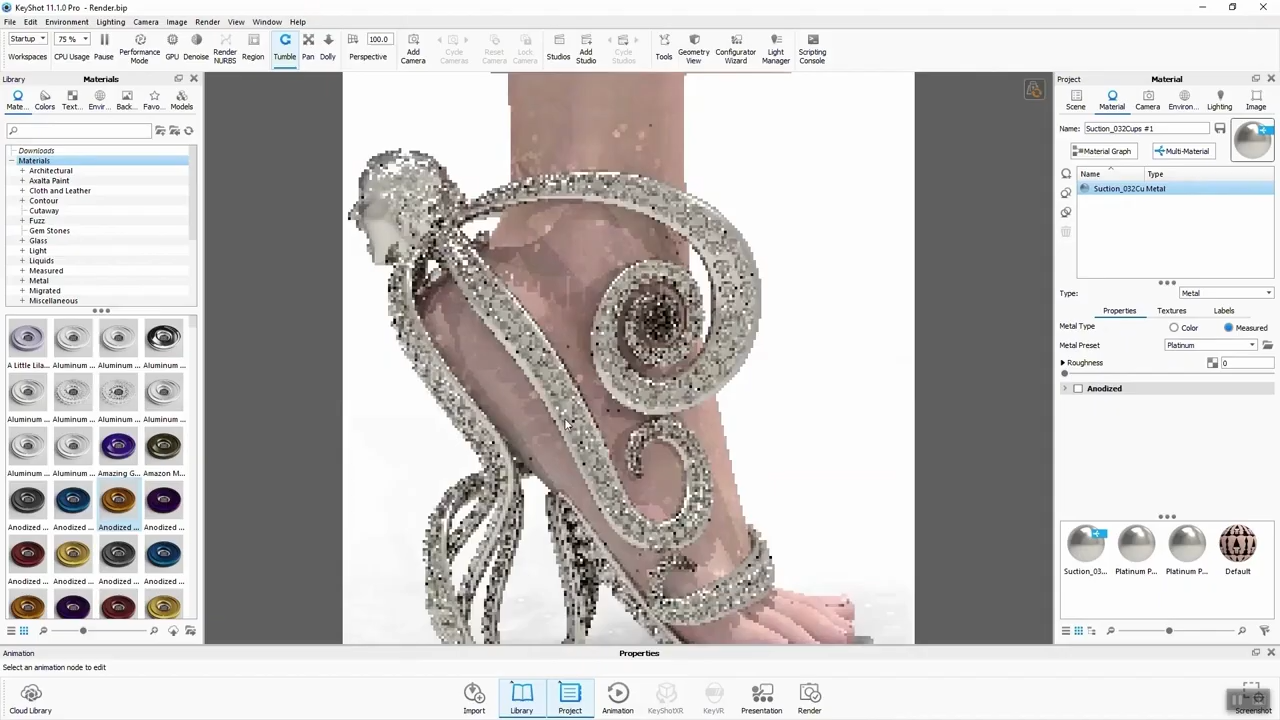 KeyShot 11.1.0 Pro - Render.bip
File Edit Environment Lighting Camera Image Render View Window Help
Startup 75 % 100.0
Workspaces CPU Usage Pause Performance Mode GPU Denoise Render NURBS Region Tumble Pan Dolly Perspective Add Camera Cycle Cameras Reset Camera Lock Camera Studios Add Studio Cycle Studios Tools Geometry View Configurator Wizard Light Manager Scripting Console
Library Materials
Mate... Colors Text... Envir... Back... Favo... Models
Downloads
Materials
Architectural
Axalta Paint
Cloth and Leather
Contour
Cutaway
Fuzz
Gem Stones
Glass
Light
Liquids
Measured
Metal
Migrated
Miscellaneous
A Little Lila... Aluminum ... Aluminum ... Aluminum ...
Aluminum ... Aluminum ... Aluminum ... Aluminum ...
Aluminum ... Aluminum ... Amazing G... Amazon M...
Anodized ... Anodized ... Anodized ... Anodized ...
Anodized ... Anodized ... Anodized ... Anodized ...
Project Material
Scene Material Camera Environ... Lighting Image
Name: Suction_032Cups #1
Material Graph Multi-Material
Name Type
Suction_032Cu Metal
Type: Metal
Properties Textures Labels
Metal Type Color Measured
Metal Preset Platinum
Roughness 0
Anodized
Suction_03... Platinum P... Platinum P... Default
Animation Properties
Select an animation node to edit
Cloud Library Import Library Project Animation KeyShotXR KeyVR Presentation Render Screenshot